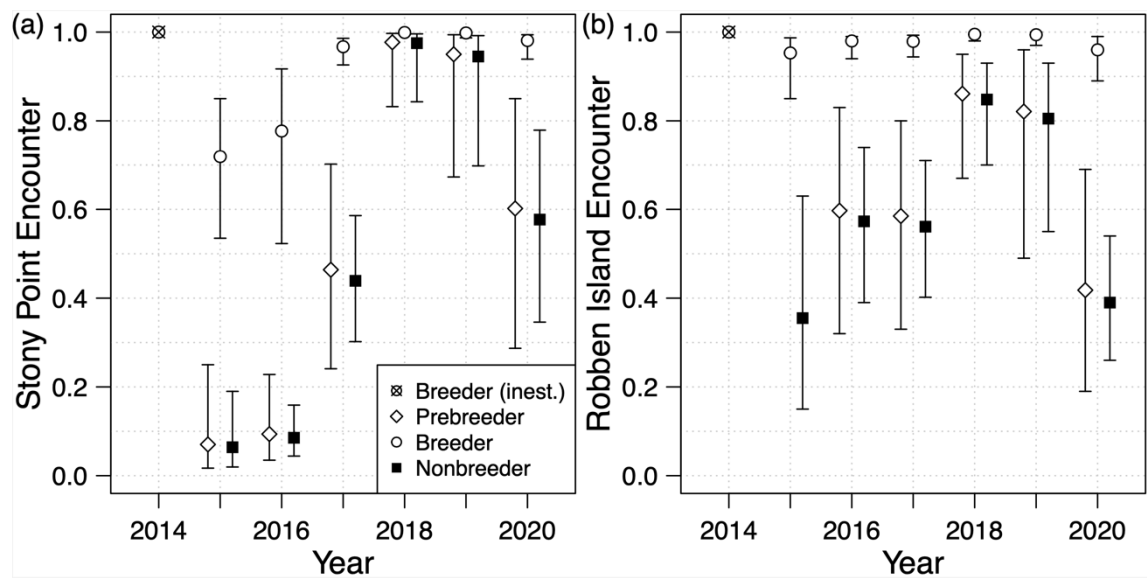 (a)
Stony Point Encounter
1.0
0.8
0.6
0.4
0.2
0.0
Breeder (inest.)
Prebreeder
Breeder
Nonbreeder
2014
2016
2018
2020
Year
(b)
Robben Island Encounter
1.0
0.8
0.6
0.4
0.2
0.0
2014
2016
2018
2020
Year